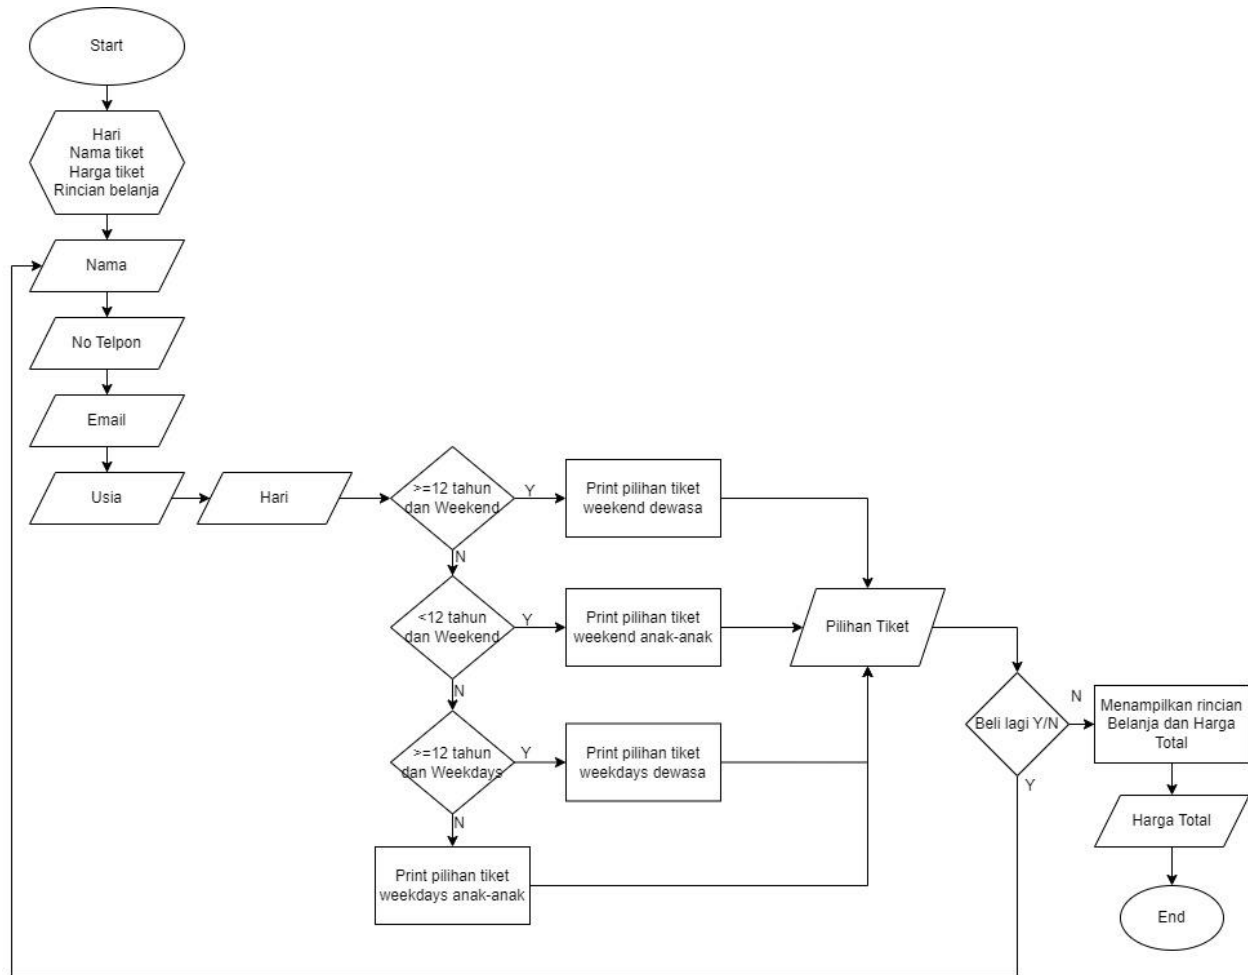 Start
Hari
Nama tiket
Harga tiket
Rincian belanja
Nama
No Telpon
Email
Usia
Hari
>=12 tahun
dan Weekend
Y
Print pilihan tiket
weekend dewasa
N
<12 tahun
dan Weekend
Y
Print pilihan tiket
weekend anak-anak
Pilihan Tiket
N
>=12 tahun
dan Weekdays
Y
Print pilihan tiket
weekdays dewasa
N
Print pilihan tiket
weekdays anak-anak
Beli lagi Y/N
N
Menampilkan rincian
Belanja dan Harga
Total
Y
Harga Total
End